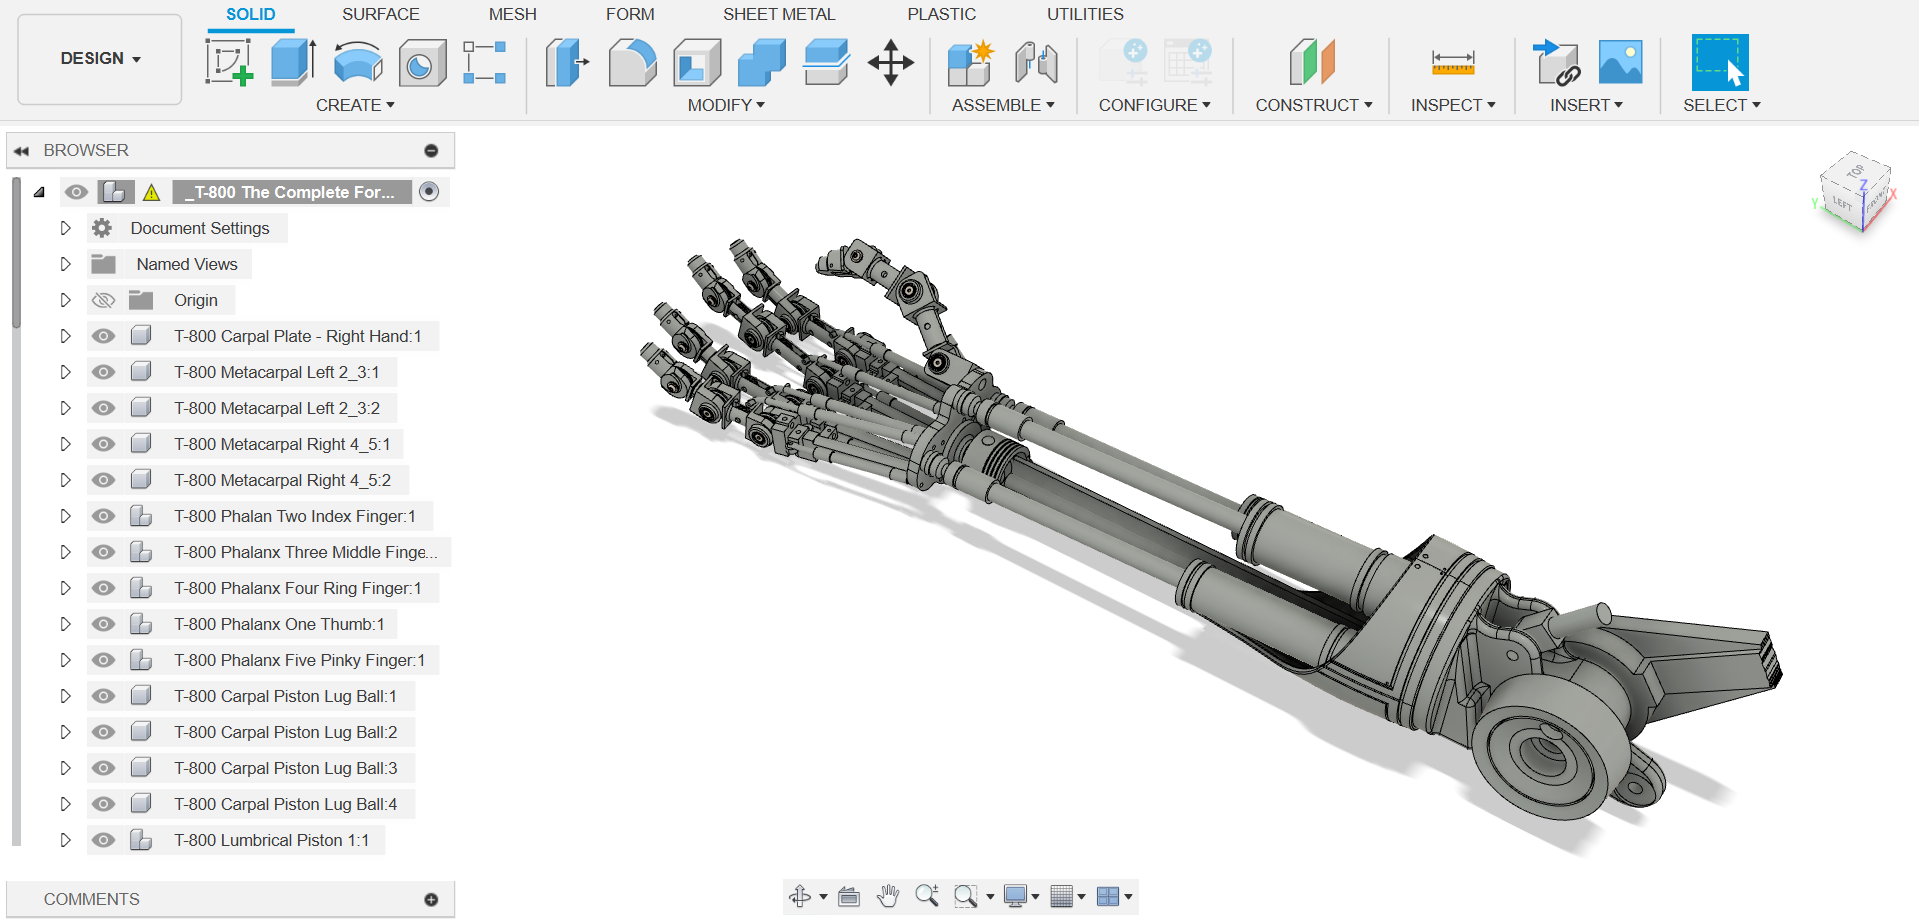 SOLID SURFACE MESH FORM SHEET METAL PLASTIC UTILITIES
DESIGN
CREATE MODIFY ASSEMBLE CONFIGURE CONSTRUCT INSPECT INSERT SELECT
BROWSER
_T-800 The Complete For...
Document Settings
Named Views
Origin
T-800 Carpal Plate - Right Hand:1
T-800 Metacarpal Left 2_3:1
T-800 Metacarpal Left 2_3:2
T-800 Metacarpal Right 4_5:1
T-800 Metacarpal Right 4_5:2
T-800 Phalan Two Index Finger:1
T-800 Phalanx Three Middle Finge...
T-800 Phalanx Four Ring Finger:1
T-800 Phalanx One Thumb:1
T-800 Phalanx Five Pinky Finger:1
T-800 Carpal Piston Lug Ball:1
T-800 Carpal Piston Lug Ball:2
T-800 Carpal Piston Lug Ball:3
T-800 Carpal Piston Lug Ball:4
T-800 Lumbrical Piston 1:1
COMMENTS
TOP
Z
X
Y
LEFT